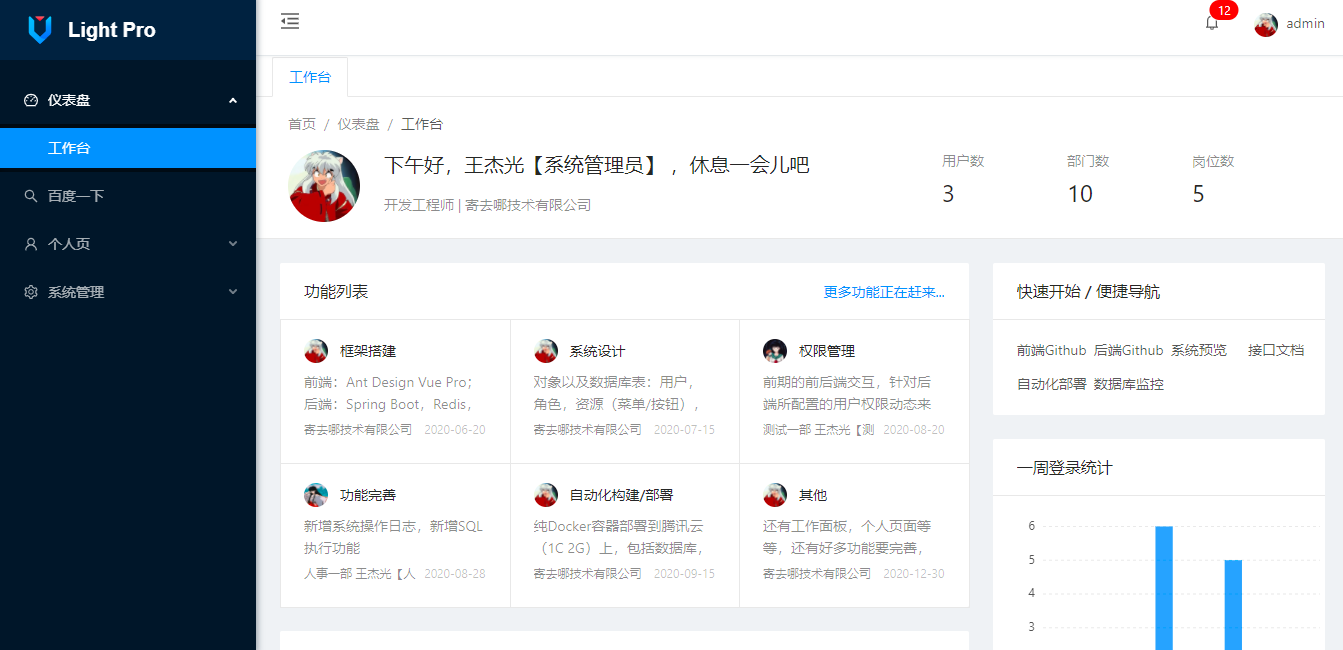 Light Pro
12
admin
仪表盘
工作台
百度一下
个人页
系统管理
工作台
首页 / 仪表盘 / 工作台
下午好，王杰光【系统管理员】 ，休息一会儿吧
开发工程师 | 寄去哪技术有限公司
用户数
3
部门数
10
岗位数
5
功能列表
更多功能正在赶来...
框架搭建
前端：Ant Design Vue Pro；
后端：Spring Boot，Redis，
寄去哪技术有限公司 2020-06-20
系统设计
对象以及数据库表：用户，
角色，资源（菜单/按钮），
寄去哪技术有限公司 2020-07-15
权限管理
前期的前后端交互，针对后
端所配置的用户权限动态来
测试一部 王杰光【测 2020-08-20
功能完善
新增系统操作日志，新增SQL
执行功能
人事一部 王杰光【人 2020-08-28
自动化构建/部署
纯Docker容器部署到腾讯云
（1C 2G）上，包括数据库，
寄去哪技术有限公司 2020-09-15
其他
还有工作面板，个人页面等
等，还有好多功能要完善，
寄去哪技术有限公司 2020-12-30
快速开始 / 便捷导航
前端Github 后端Github 系统预览 接口文档
自动化部署 数据库监控
一周登录统计
6
5
4
3